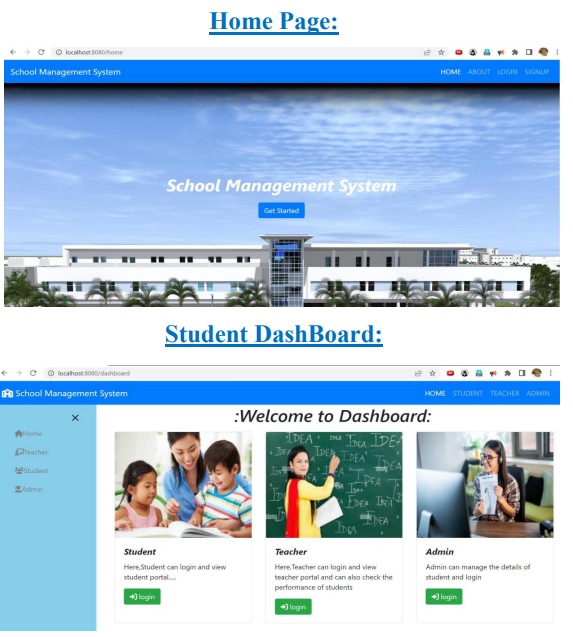 Home Page:
localhost:8080/home
School Management System
HOME ABOUT LOGIN SIGNUP
School Management System
Get Started
Student DashBoard:
localhost:8080/dashboard
School Management System
HOME STUDENT TEACHER ADMIN
Home
Teacher
Student
Admin
:Welcome to Dashboard:
IDEA IDEA IDEA
Student
Here,Student can login and view
student portal,...
login
Teacher
Here,Teacher can login and view
teacher portal and can also check the
performance of students
login
Admin
Admin can manage the details of
student and login
login